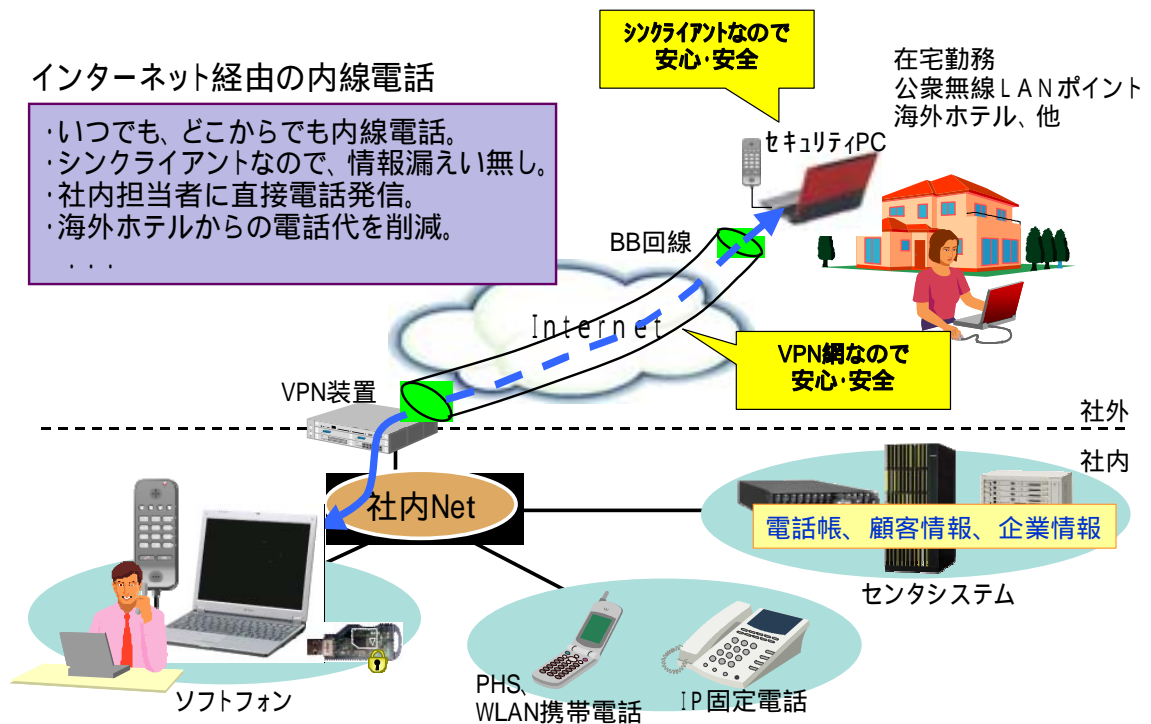 シンクライアントなので
安心・安全
インターネット経由の内線電話
・いつでも、どこからでも内線電話。
・シンクライアントなので、情報漏えい無し。
・社内担当者に直接電話発信。
・海外ホテルからの電話代を削減。
．．．
在宅勤務
公衆無線LANポイント
海外ホテル、他
セキュリティPC
BB回線
Internet
VPN網なので
安心・安全
VPN装置
社外
社内
社内Net
電話帳、顧客情報、企業情報
センタシステム
ソフトフォン
PHS、
WLAN携帯電話
IP固定電話